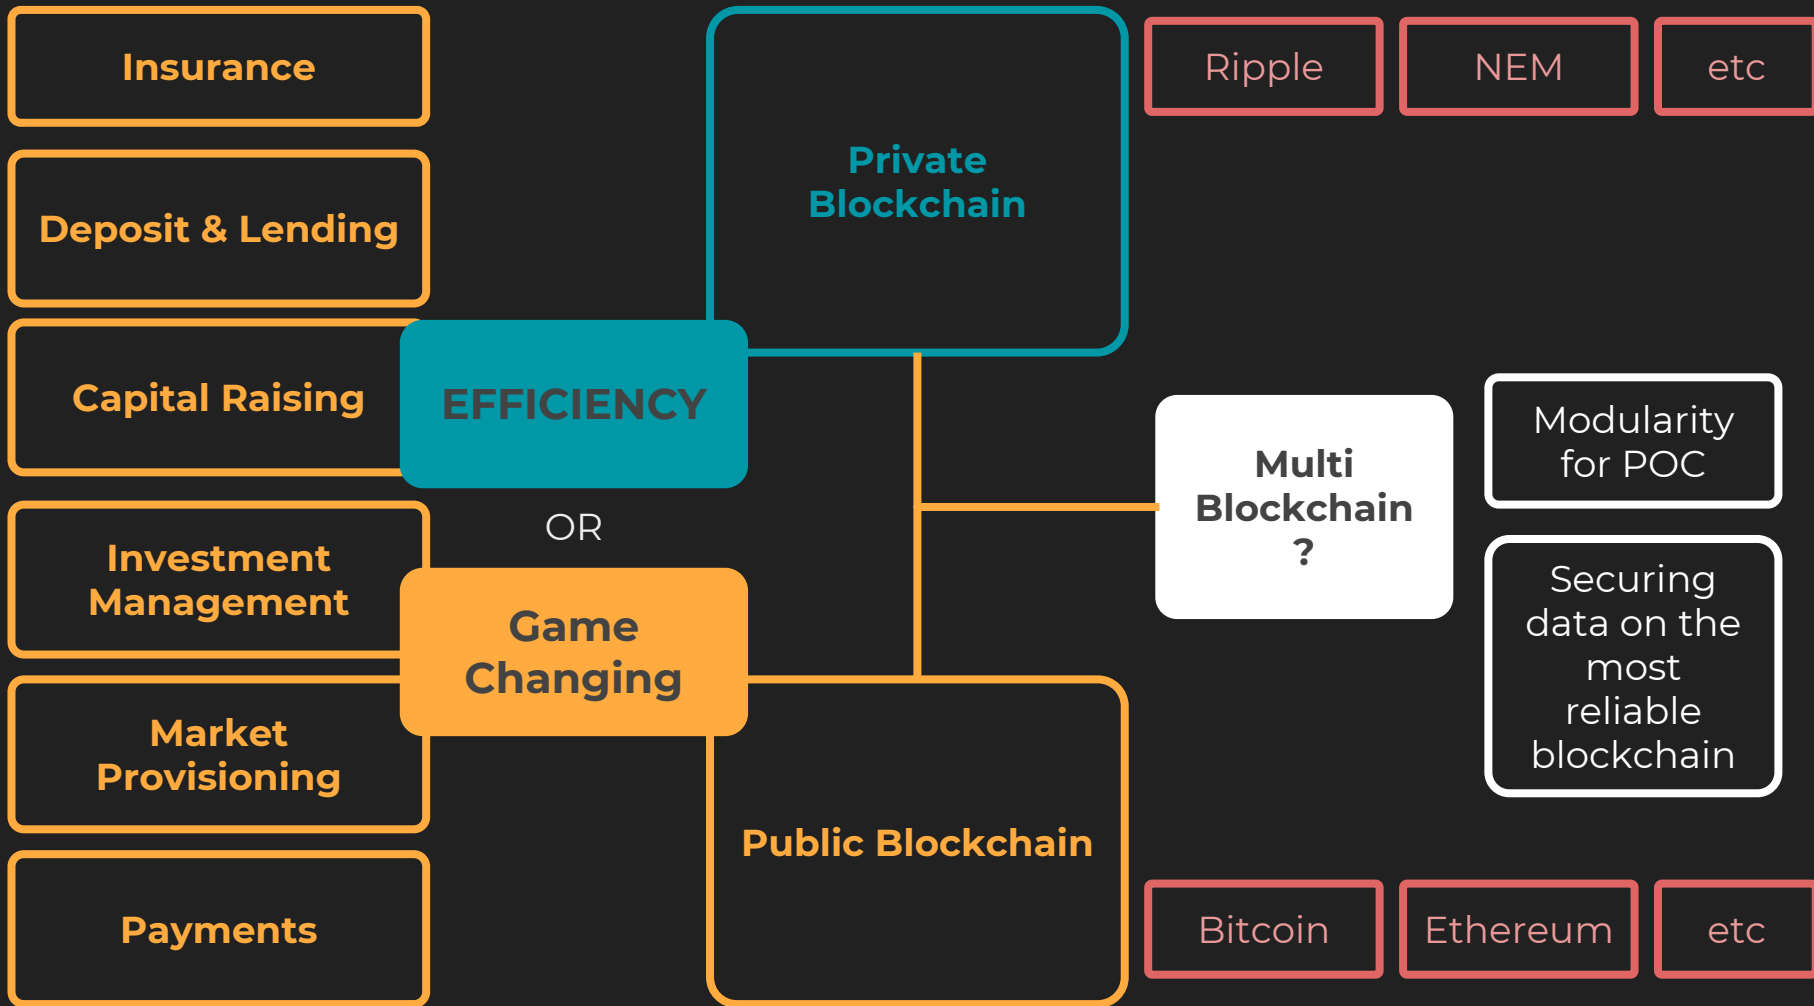 Insurance
Deposit & Lending
Capital Raising
Investment
Management
Market
Provisioning
Payments
EFFICIENCY
OR
Game
Changing
Private
Blockchain
Public Blockchain
Ripple
NEM
etc
Multi
Blockchain
?
Modularity
for POC
Securing
data on the
most
reliable
blockchain
Bitcoin
Ethereum
etc